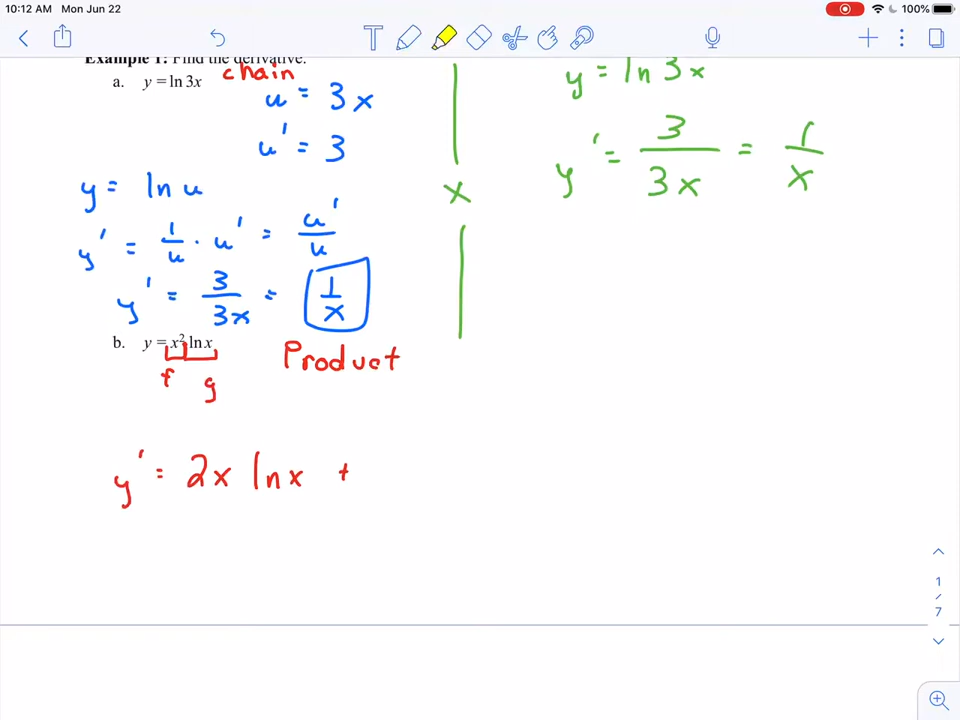 10:12 AM Mon Jun 22
100%
T
Example 1: Find the derivative.
a. y = ln 3x
chain
u = 3x
u' = 3
y = ln u
y' = 1/u · u' = u'/u
y' = 3/3x = 1/x
x
y = ln 3x
y' = 3/3x = 1/x
b. y = x² ln x
f g
Product
y' = 2x ln x +
1
/
7